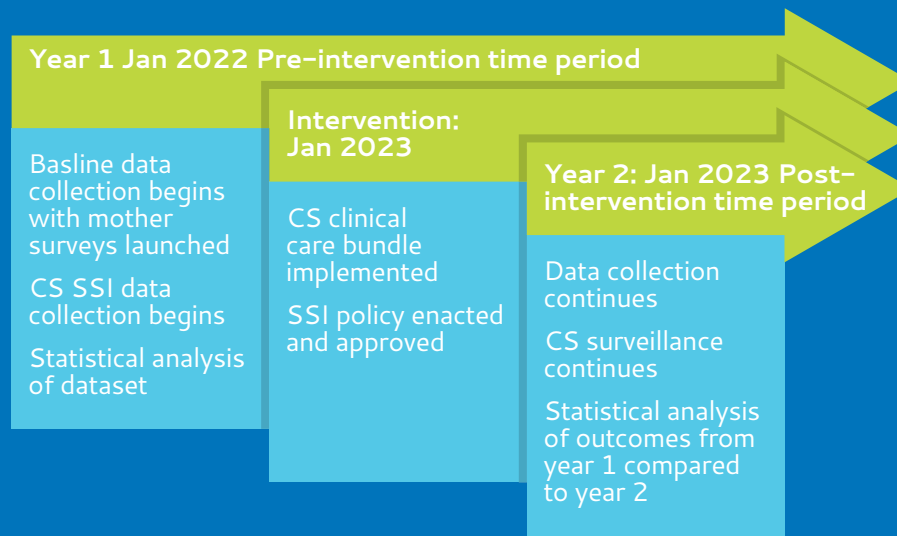 Year 1 Jan 2022 Pre-intervention time period
Basline data
collection begins
with mother
surveys launched
CS SSI data
collection begins
Statistical analysis
of dataset
Intervention:
Jan 2023
CS clinical
care bundle
implemented
SSI policy enacted
and approved
Year 2: Jan 2023 Post-
intervention time period
Data collection
continues
CS surveillance
continues
Statistical analysis
of outcomes from
year 1 compared
to year 2